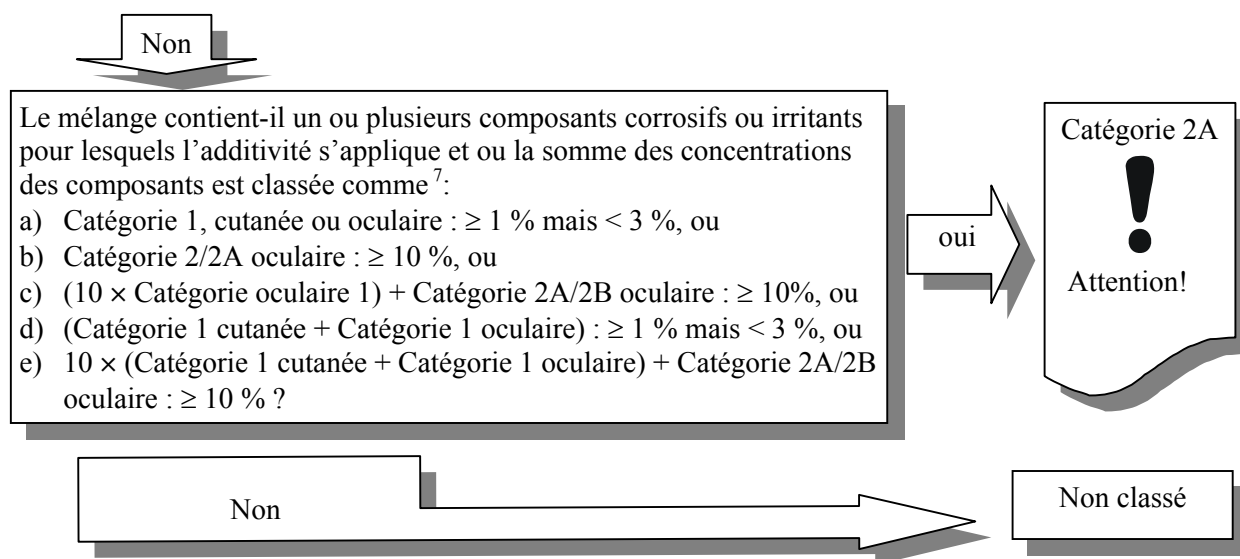 Non
Le mélange contient-il un ou plusieurs composants corrosifs ou irritants
pour lesquels l’additivité s’applique et ou la somme des concentrations
des composants est classée comme 7:
a) Catégorie 1, cutanée ou oculaire : ≥ 1 % mais < 3 %, ou
b) Catégorie 2/2A oculaire : ≥ 10 %, ou
c) (10 × Catégorie oculaire 1) + Catégorie 2A/2B oculaire : ≥ 10%, ou
d) (Catégorie 1 cutanée + Catégorie 1 oculaire) : ≥ 1 % mais < 3 %, ou
e) 10 × (Catégorie 1 cutanée + Catégorie 1 oculaire) + Catégorie 2A/2B
oculaire : ≥ 10 % ?
oui
Catégorie 2A
!
Attention!
Non
Non classé